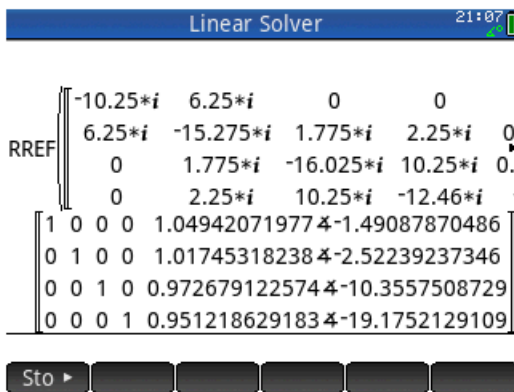 Linear Solver 21:07
-10.25*i 6.25*i 0 0
6.25*i -15.275*i 1.775*i 2.25*i 0
RREF
0 1.775*i -16.025*i 10.25*i 0.
0 2.25*i 10.25*i -12.46*i
1 0 0 0 1.04942071977∡-1.49087870486
0 1 0 0 1.01745318238∡-2.52239237346
0 0 1 0 0.972679122574∡-10.3557508729
0 0 0 1 0.951218629183∡-19.1752129109
Sto ▸